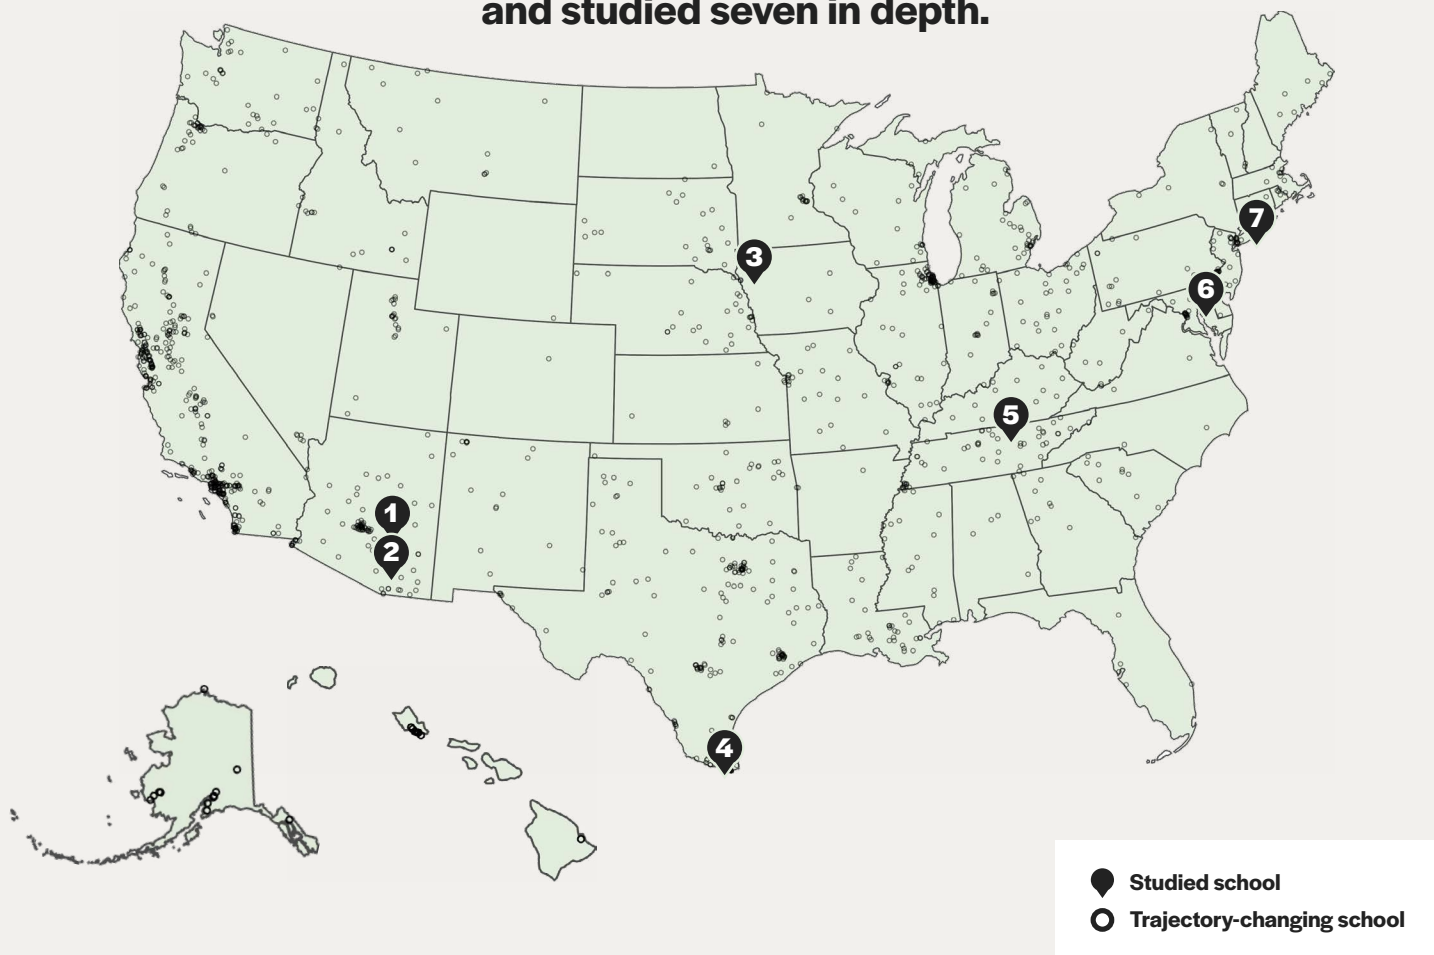 and studied seven in depth.
7
3
6
5
1
2
4
Studied school
Trajectory-changing school